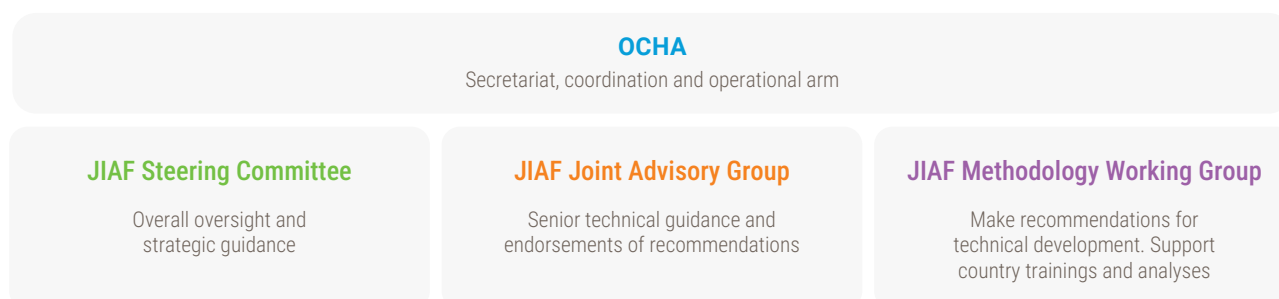 OCHA
Secretariat, coordination and operational arm
JIAF Steering Committee
Overall oversight and
strategic guidance
JIAF Joint Advisory Group
Senior technical guidance and
endorsements of recommendations
JIAF Methodology Working Group
Make recommendations for
technical development. Support
country trainings and analyses